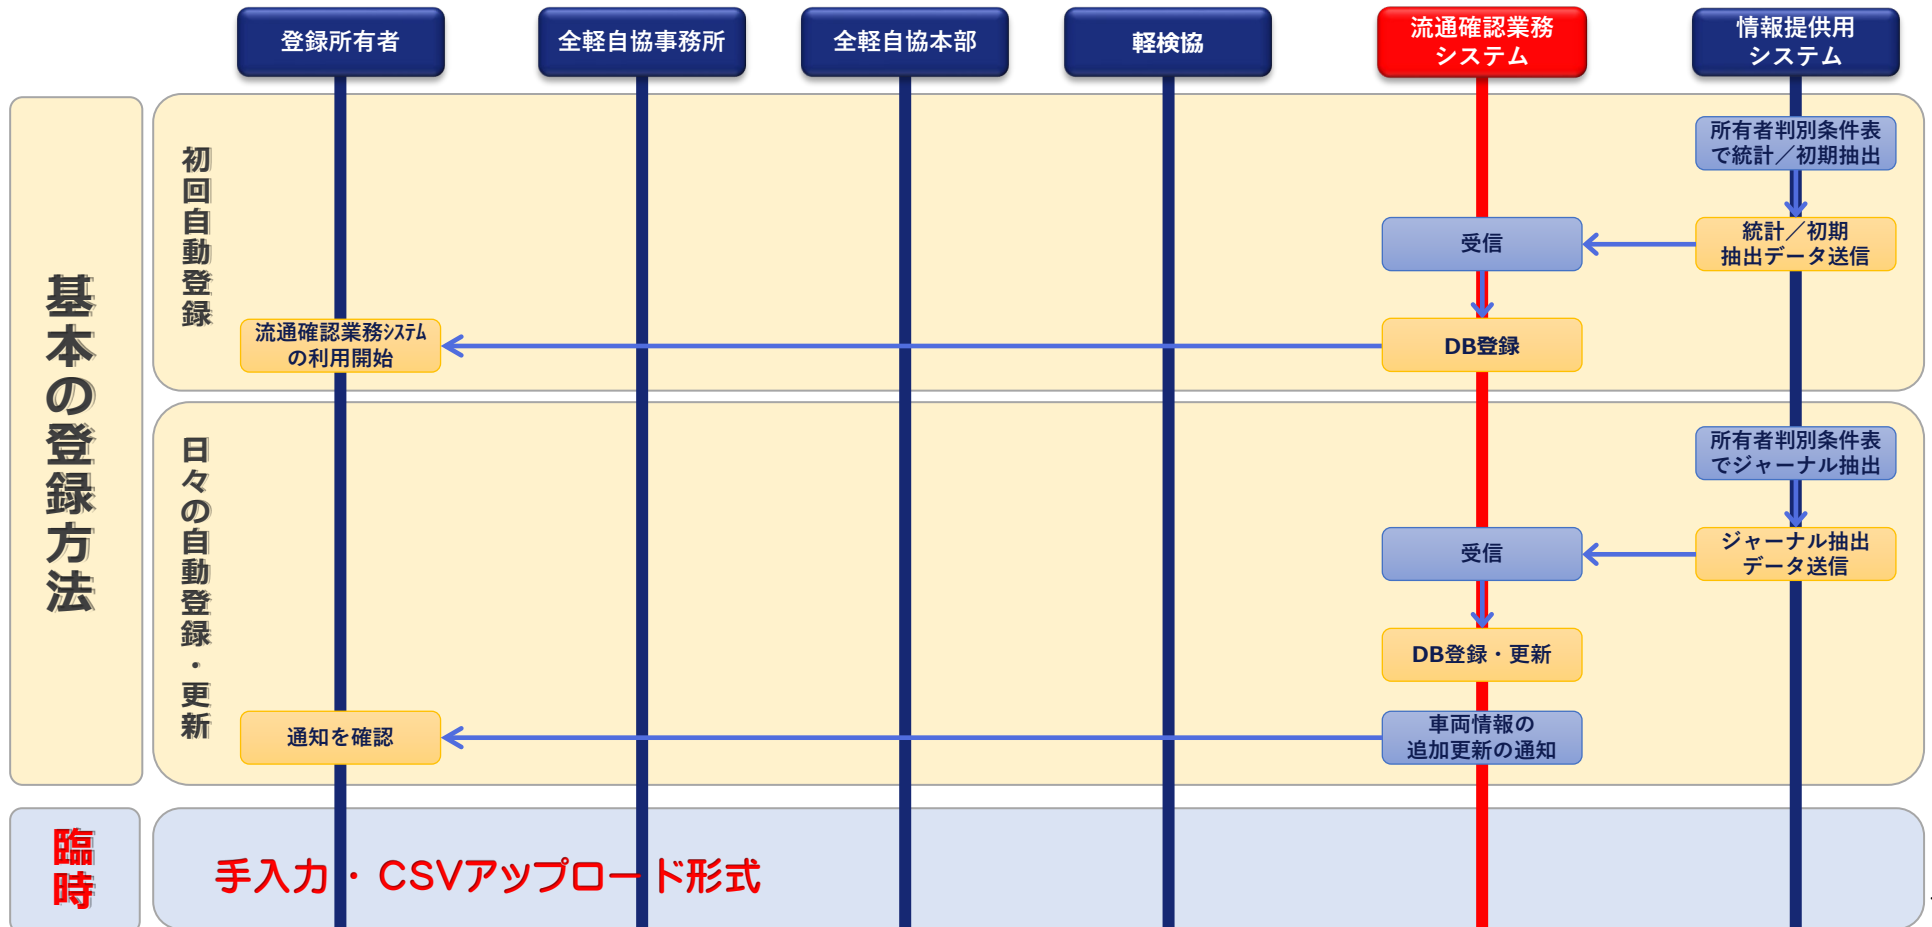 登録所有者
全軽自協事務所
全軽自協本部
軽検協
流通確認業務
システム
情報提供用
システム
基本の登録方法
初回自動登録
所有者判別条件表
で統計／初期抽出
受信
統計／初期
抽出データ送信
流通確認業務ｼｽﾃﾑ
の利用開始
DB登録
日々の自動登録・更新
所有者判別条件表
でジャーナル抽出
受信
ジャーナル抽出
データ送信
DB登録・更新
通知を確認
車両情報の
追加更新の通知
臨時
手入力・CSVアップロード形式